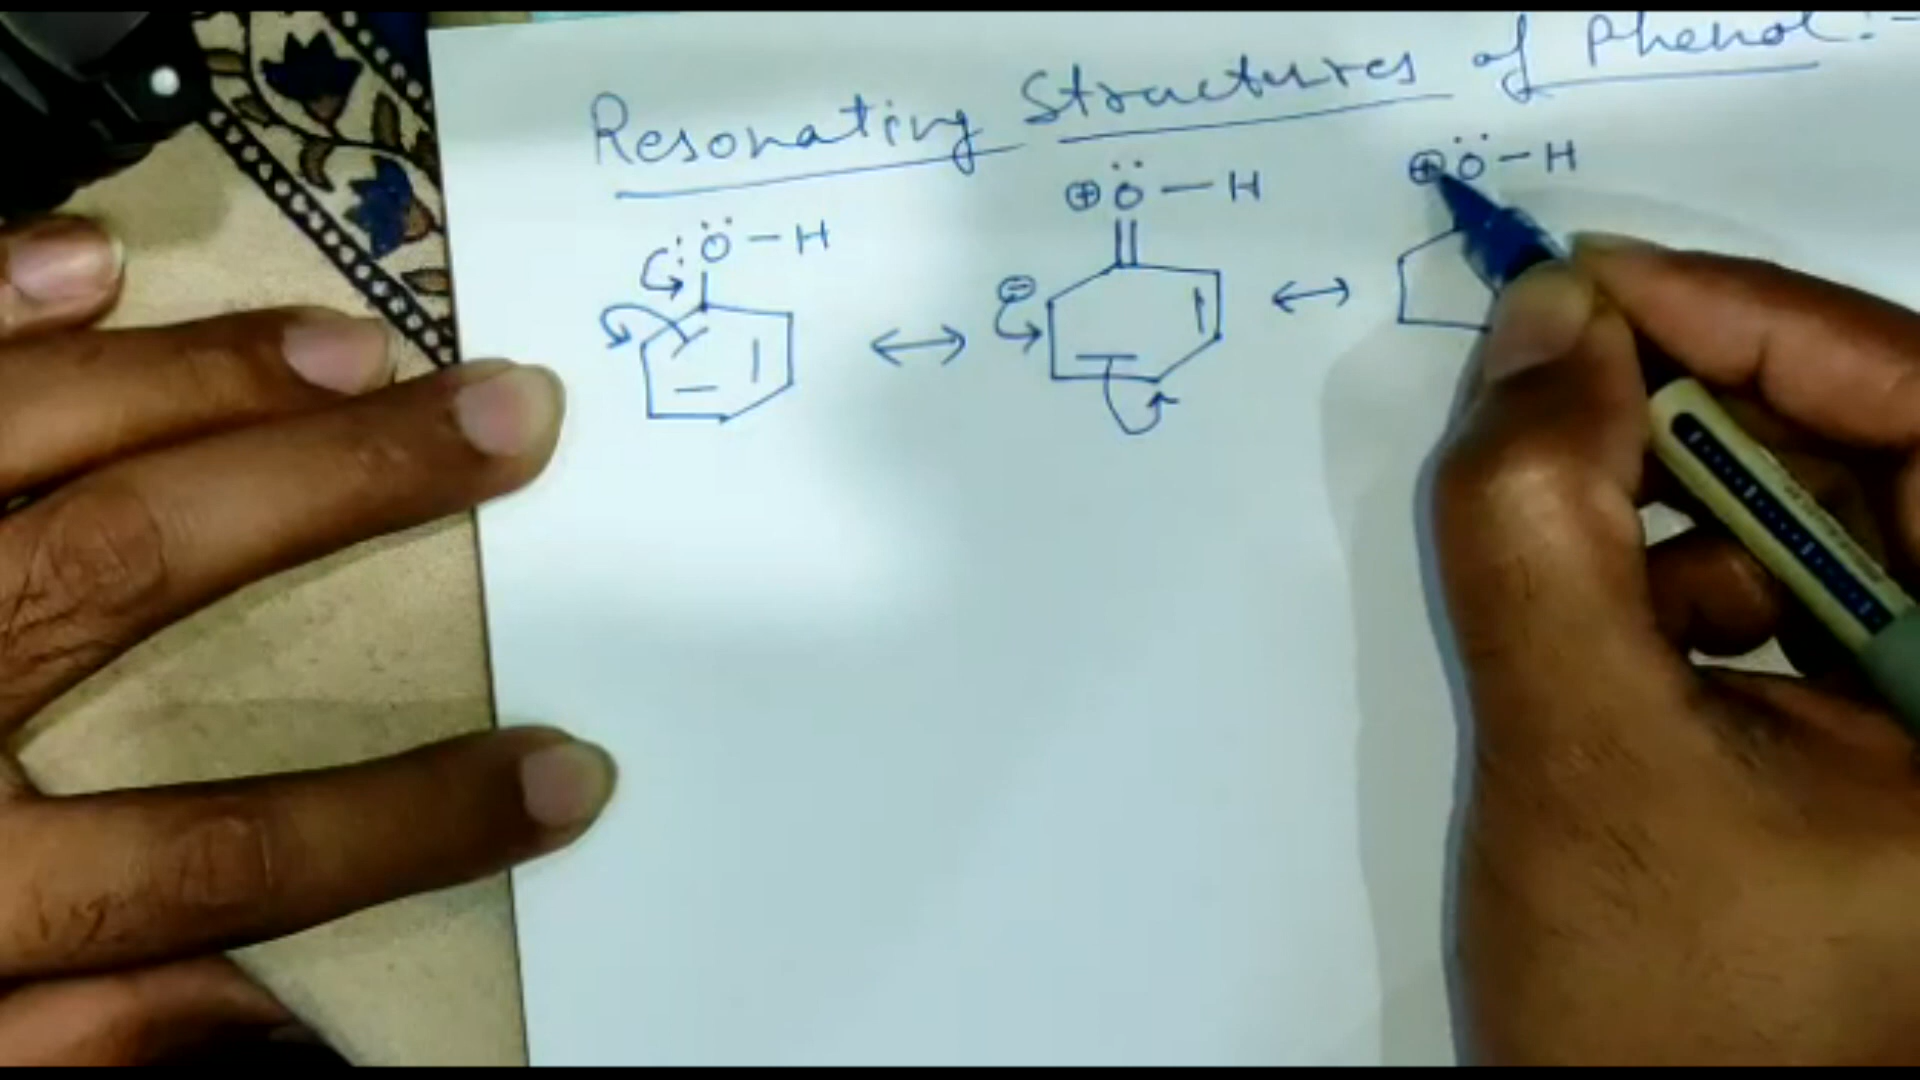 Resonating Structures of Phenol:-
:Ö-H
⊕Ö-H
⊕Ö-H
⊖